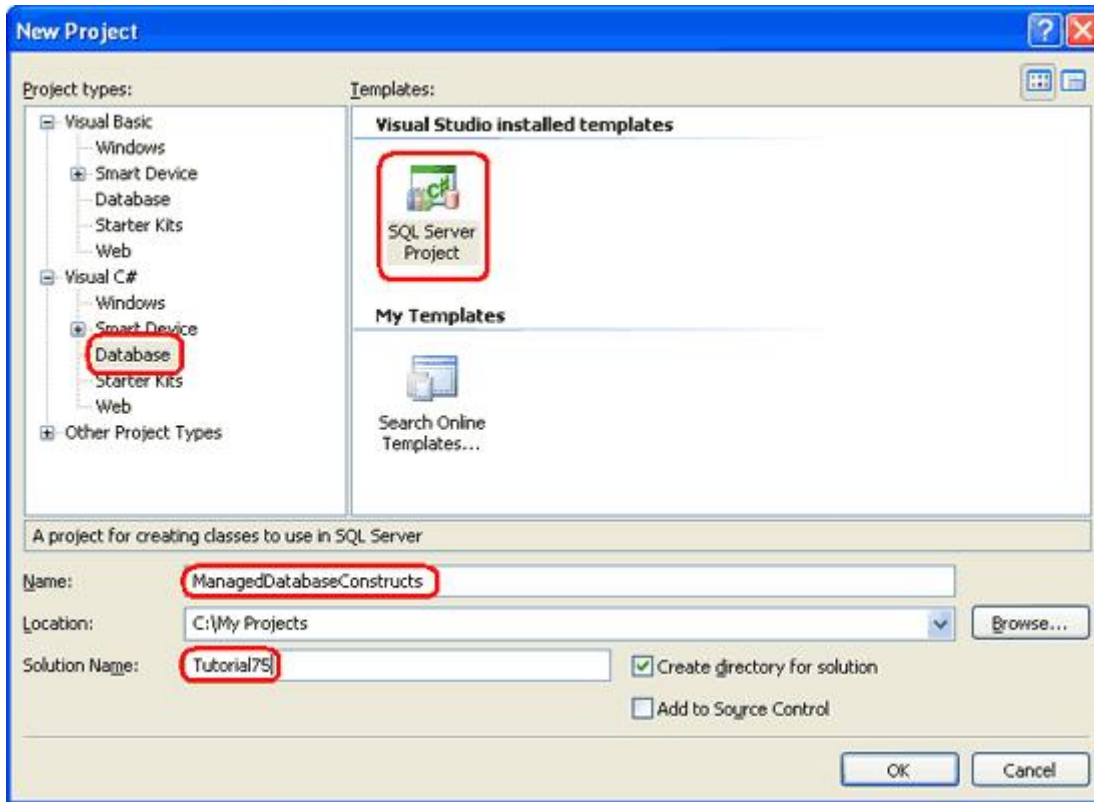 New Project
Project types:
Visual Basic
Windows
Smart Device
Database
Starter Kits
Web
Visual C#
Windows
Smart Device
Database
Starter Kits
Web
Other Project Types
Templates:
Visual Studio installed templates
SQL Server
Project
My Templates
Search Online
Templates...
A project for creating classes to use in SQL Server
Name:
ManagedDatabaseConstructs
Location:
C:\My Projects
Browse...
Solution Name:
Tutorial75
Create directory for solution
Add to Source Control
OK
Cancel